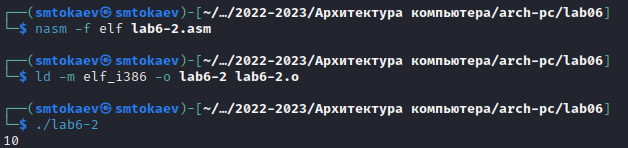 ┌──(smtokaev㉿smtokaev)-[~/…/2022-2023/Архитектура компьютера/arch-pc/lab06]
└─$ nasm -f elf lab6-2.asm
┌──(smtokaev㉿smtokaev)-[~/…/2022-2023/Архитектура компьютера/arch-pc/lab06]
└─$ ld -m elf_i386 -o lab6-2 lab6-2.o
┌──(smtokaev㉿smtokaev)-[~/…/2022-2023/Архитектура компьютера/arch-pc/lab06]
└─$ ./lab6-2
10